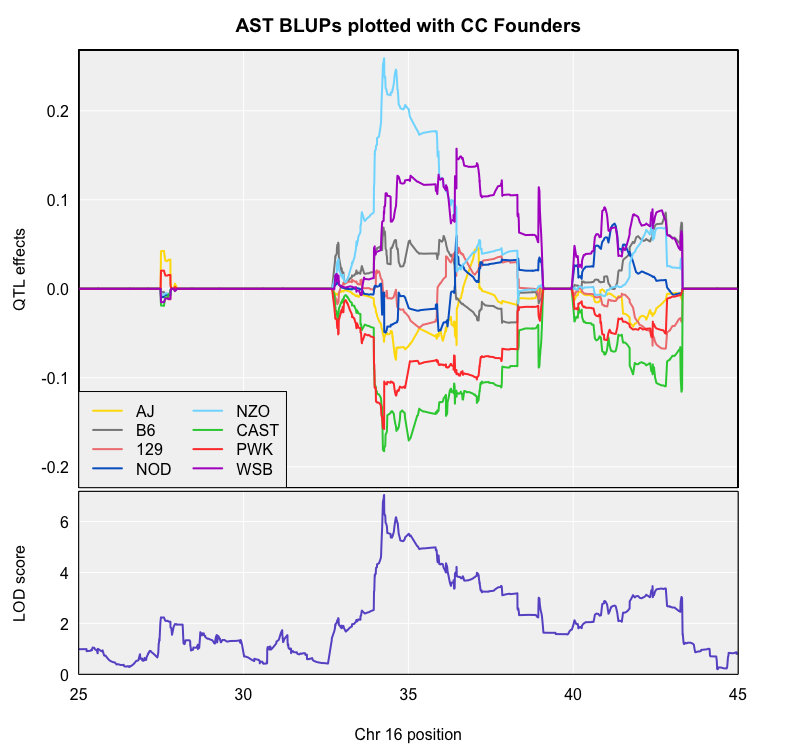 AST BLUPs plotted with CC Founders
QTL effects
0.2
0.1
0.0
-0.1
-0.2
AJ NZO
B6 CAST
129 PWK
NOD WSB
LOD score
6
4
2
0
25 30 35 40 45
Chr 16 position